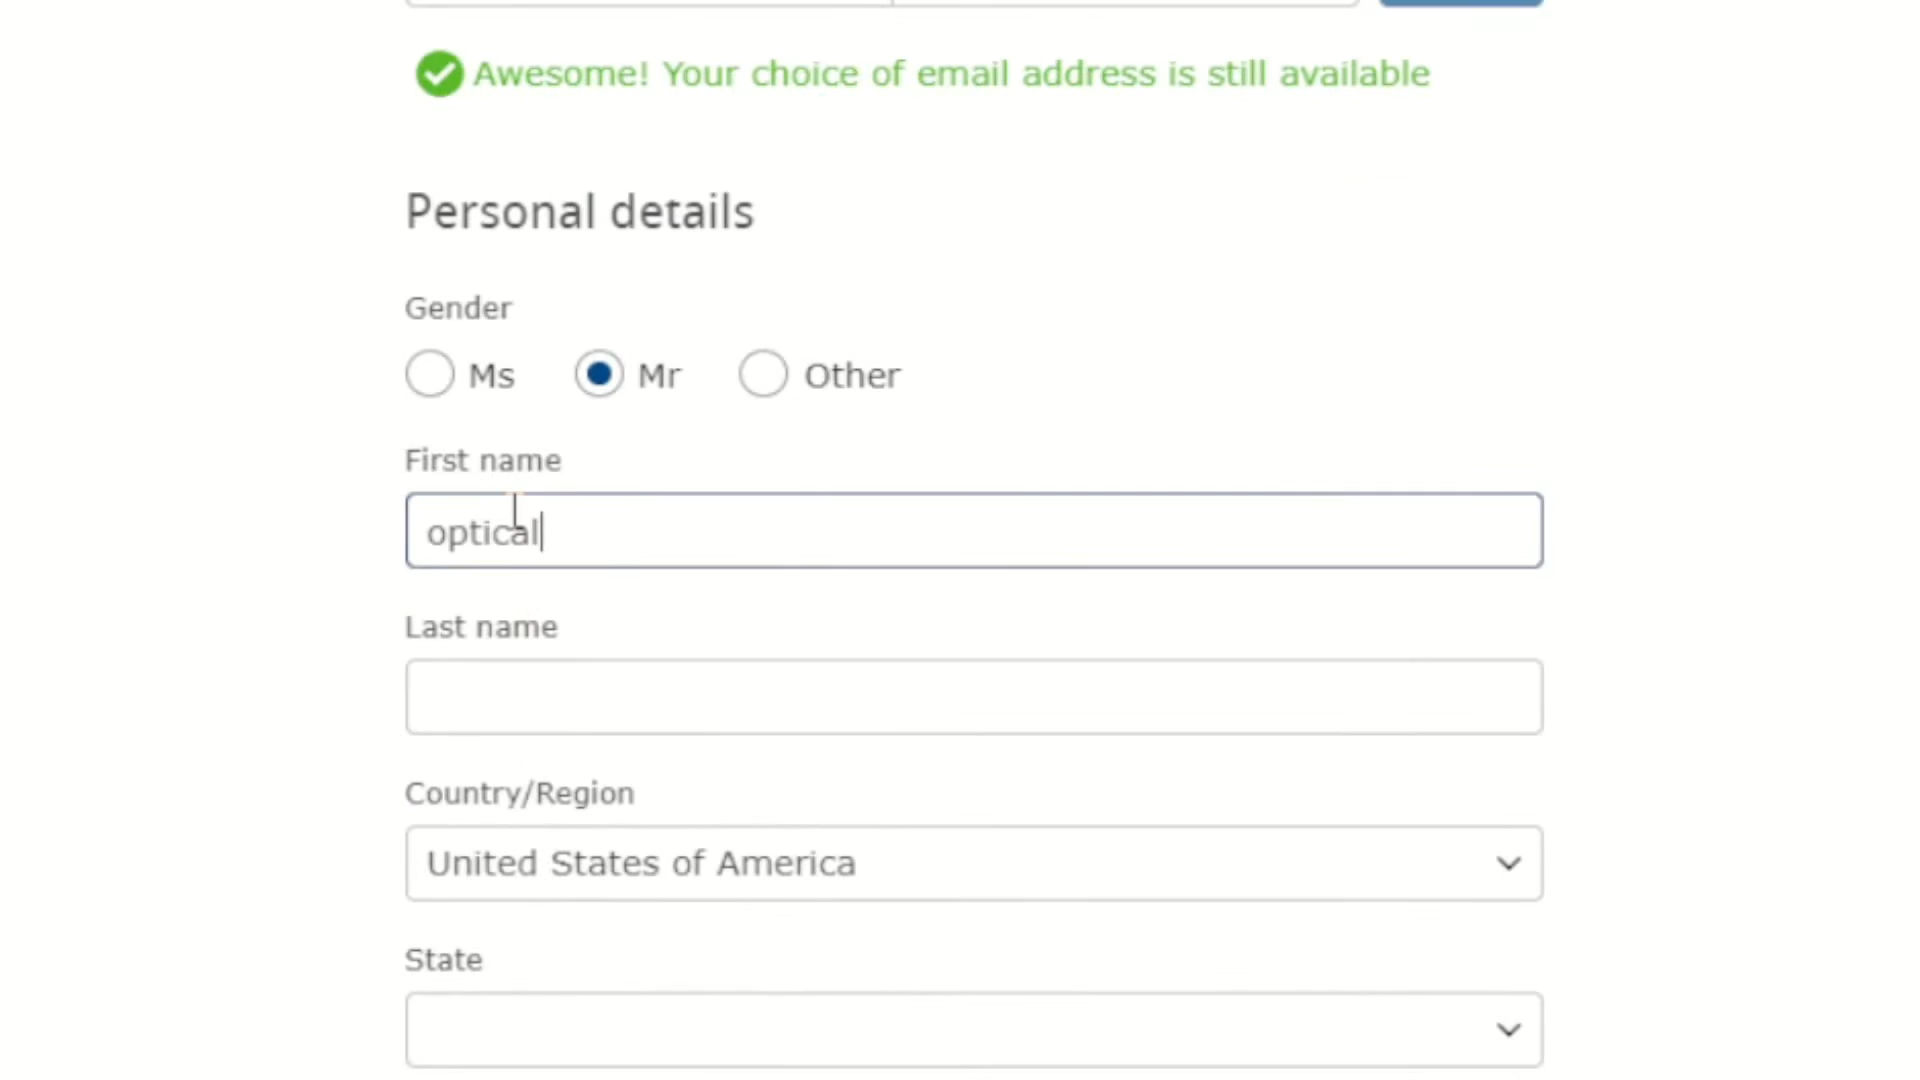 Awesome! Your choice of email address is still available
Personal details
Gender
Ms Mr Other
First name
optical
Last name
Country/Region
United States of America
State